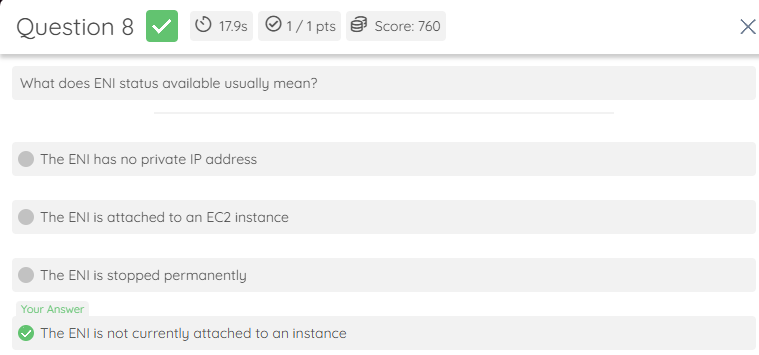 Question 8 17.9s 1 / 1 pts Score: 760
What does ENI status available usually mean?
The ENI has no private IP address
The ENI is attached to an EC2 instance
The ENI is stopped permanently
Your Answer
The ENI is not currently attached to an instance